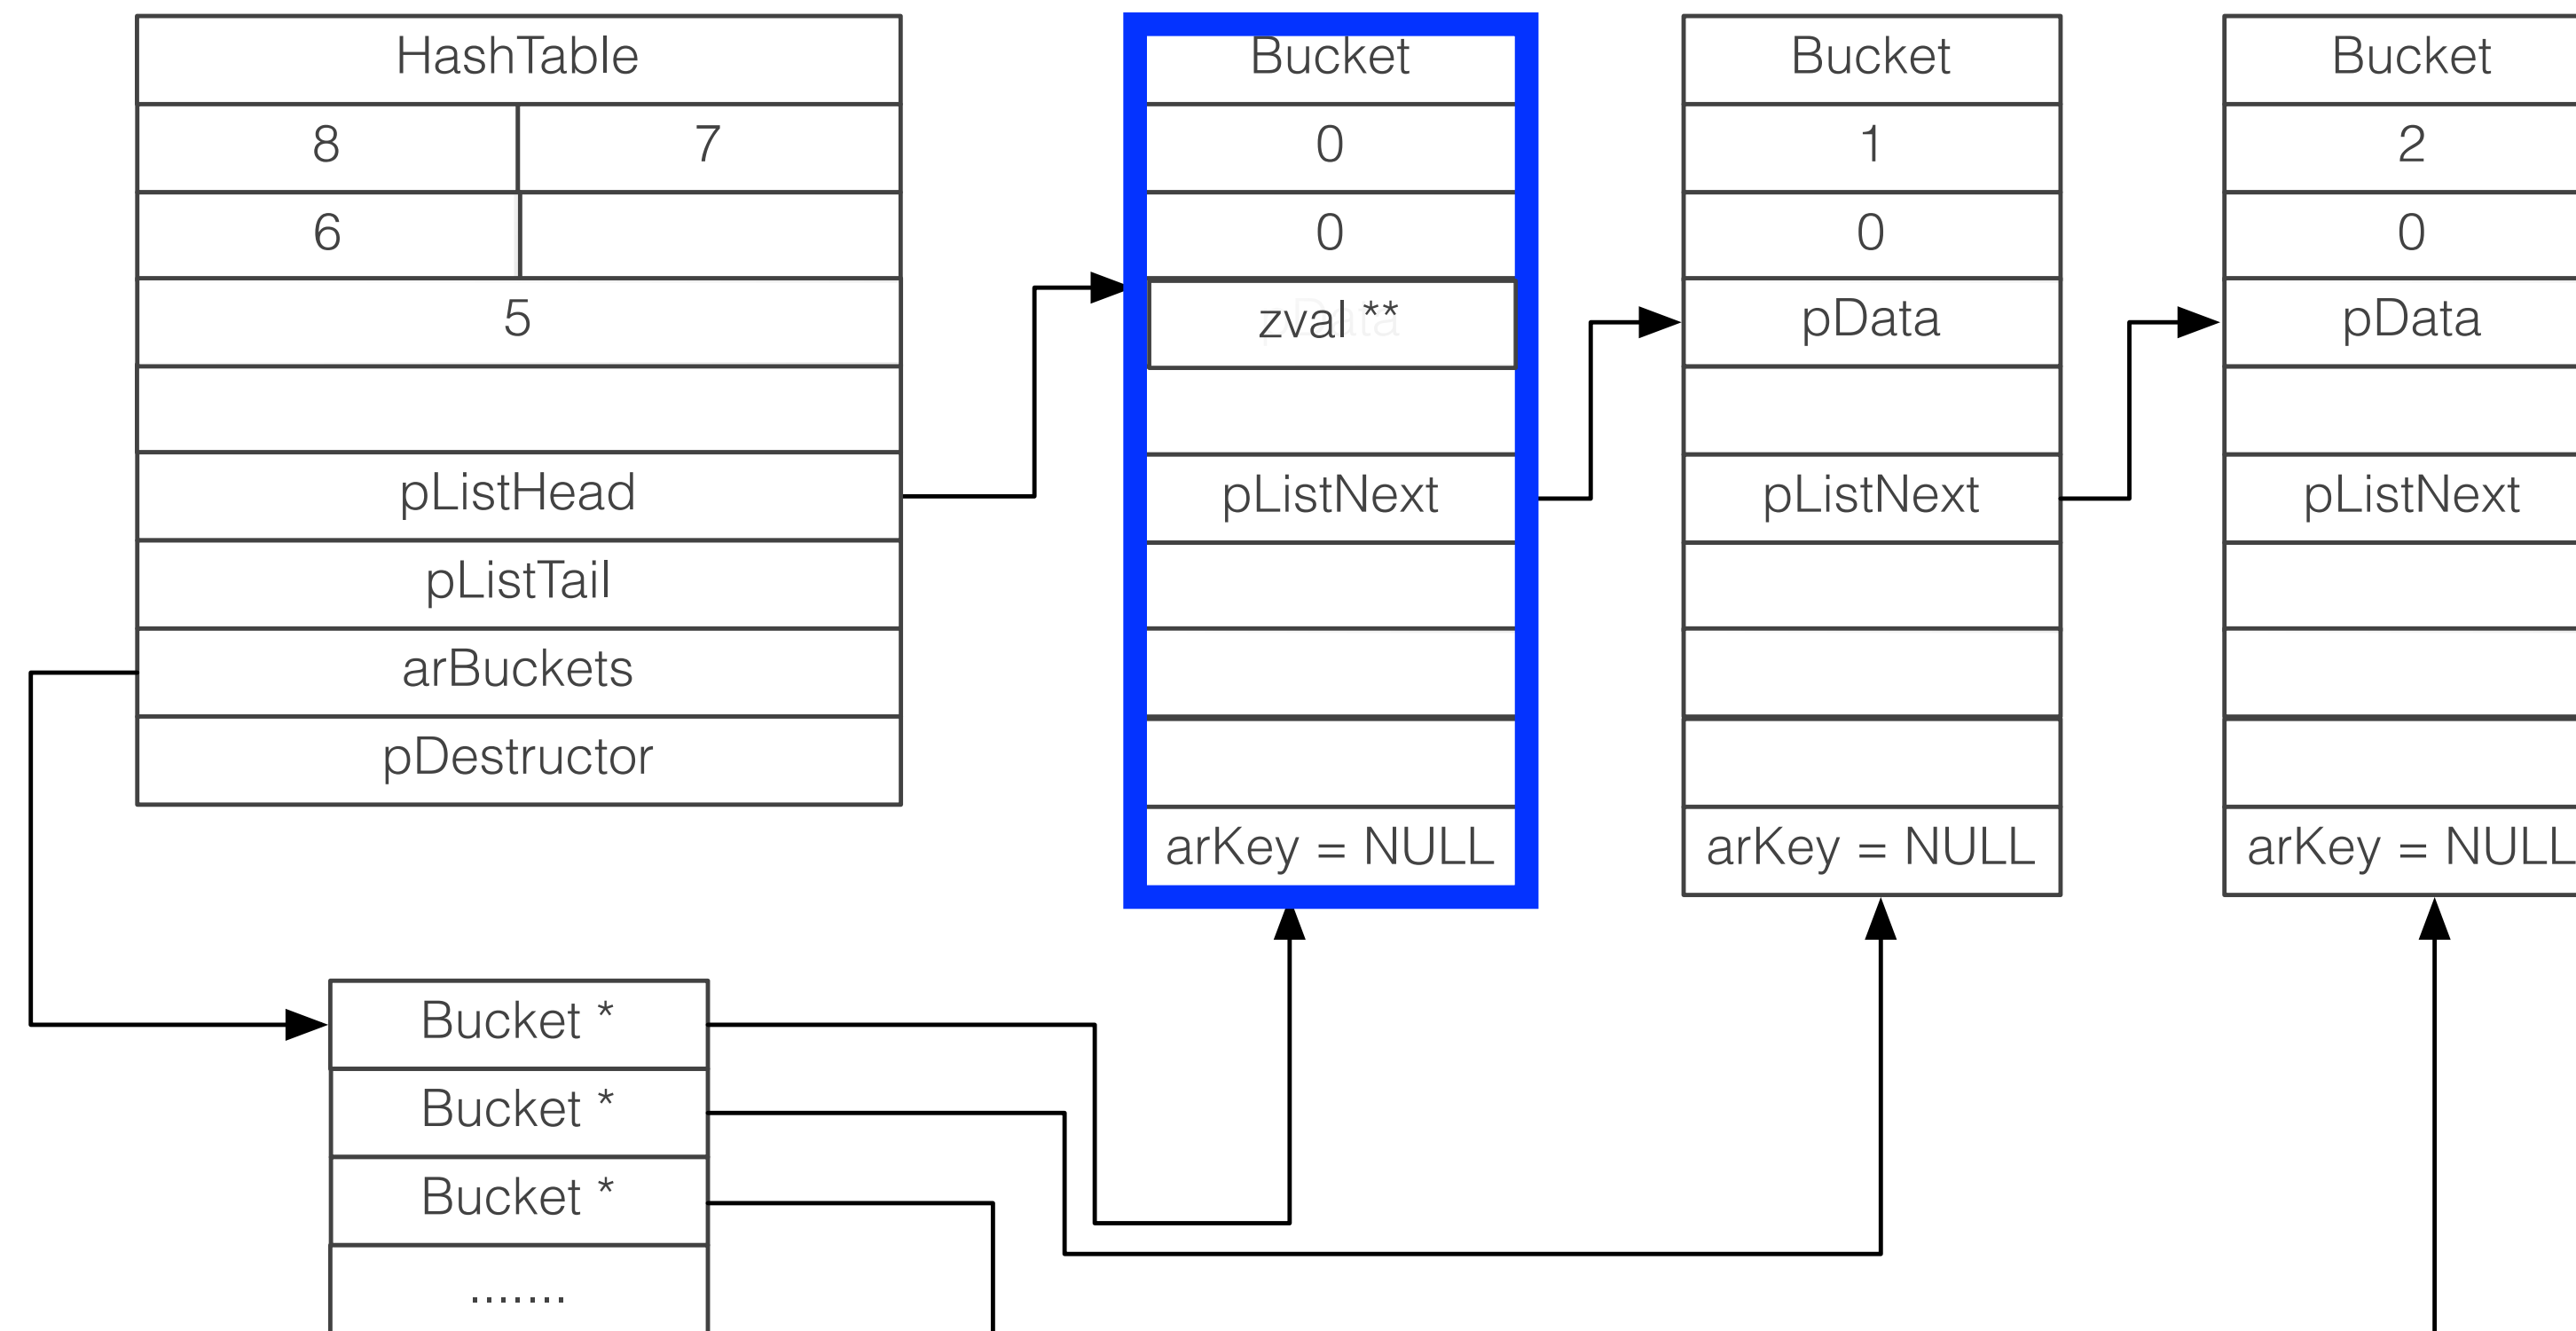 HashTable
8 7
6
5
pListHead
pListTail
arBuckets
pDestructor
Bucket
0
0
zval **
pListNext
arKey = NULL
Bucket
1
0
pData
pListNext
arKey = NULL
Bucket
2
0
pData
pListNext
arKey = NULL
Bucket *
Bucket *
Bucket *
.......